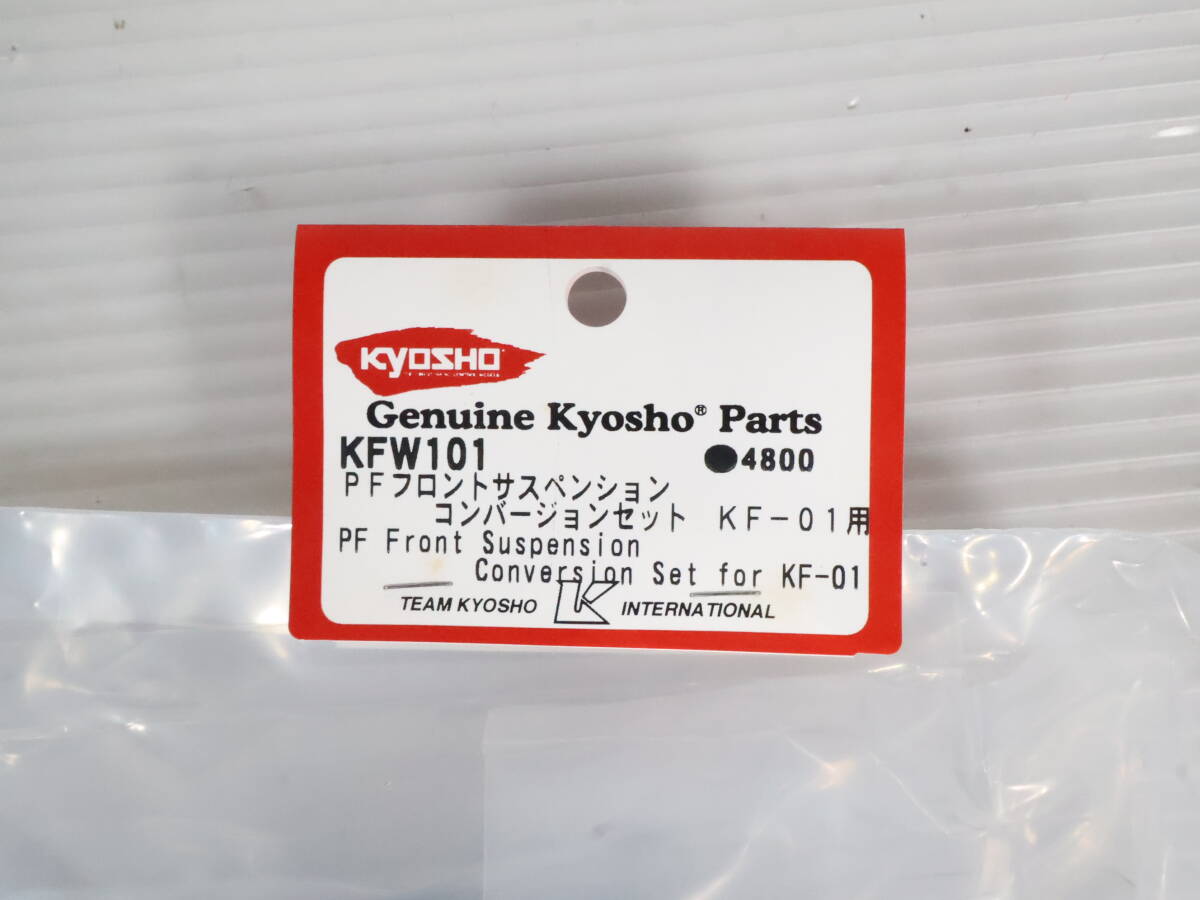 KYOSHO
Genuine Kyosho® Parts
KFW101 ●4800
PFフロントサスペンション
コンバージョンセット KF-01用
PF Front Suspension
Conversion Set for KF-01
TEAM KYOSHO K INTERNATIONAL